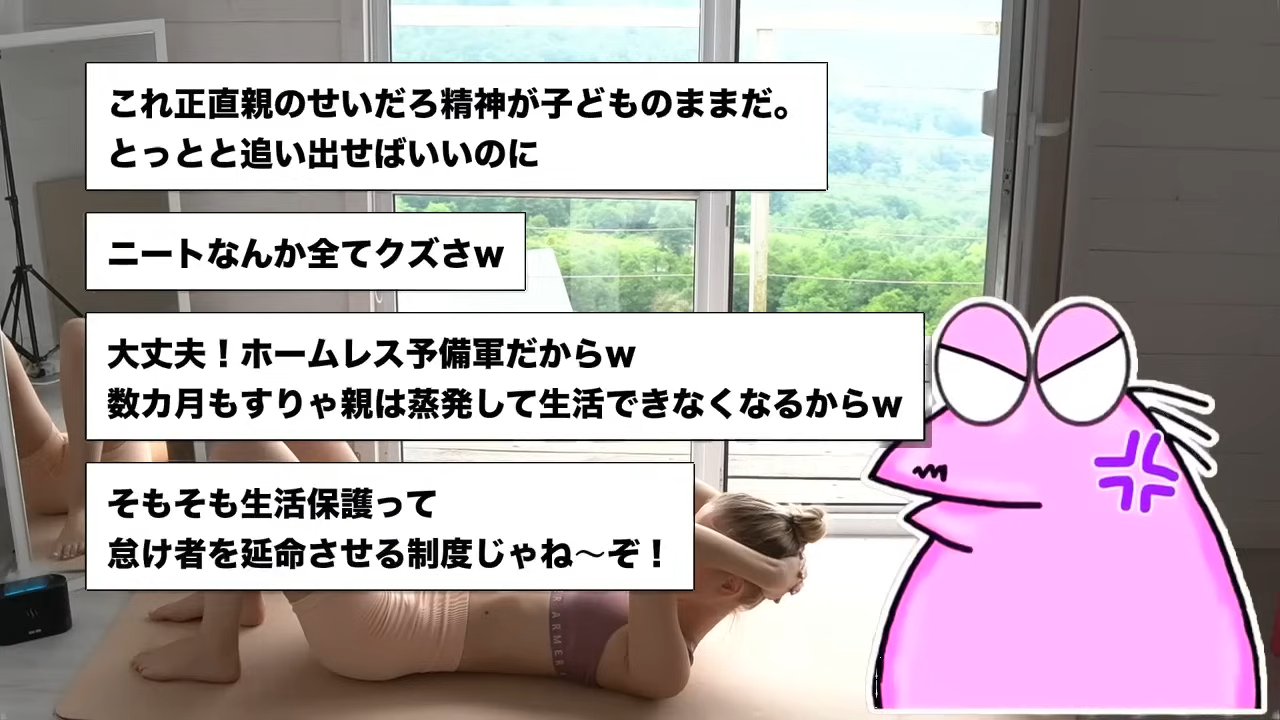 これ正直親のせいだろ精神が子どものままだ。
とっとと追い出せばいいのに
ニートなんか全てクズさw
大丈夫！ホームレス予備軍だからw
数カ月もすりゃ親は蒸発して生活できなくなるからw
そもそも生活保護って
怠け者を延命させる制度じゃね～ぞ！